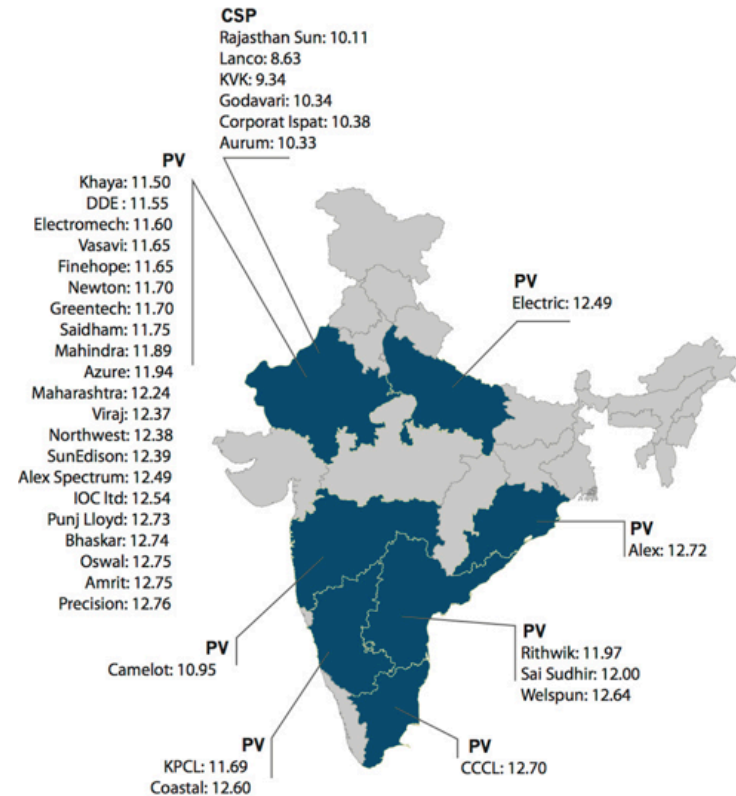 CSP
Rajasthan Sun: 10.11
Lanco: 8.63
KVK: 9.34
Godavari: 10.34
Corporat Ispat: 10.38
Aurum: 10.33
PV
Khaya: 11.50
DDE : 11.55
Electromech: 11.60
Vasavi: 11.65
Finehope: 11.65
Newton: 11.70
Greentech: 11.70
Saidham: 11.75
Mahindra: 11.89
Azure: 11.94
Maharashtra: 12.24
Viraj: 12.37
Northwest: 12.38
SunEdison: 12.39
Alex Spectrum: 12.49
IOC ltd: 12.54
Punj Lloyd: 12.73
Bhaskar: 12.74
Oswal: 12.75
Amrit: 12.75
Precision: 12.76
PV
Electric: 12.49
PV
Alex: 12.72
PV
Rithwik: 11.97
Sai Sudhir: 12.00
Welspun: 12.64
PV
Camelot: 10.95
PV
KPCL: 11.69
Coastal: 12.60
PV
CCCL: 12.70